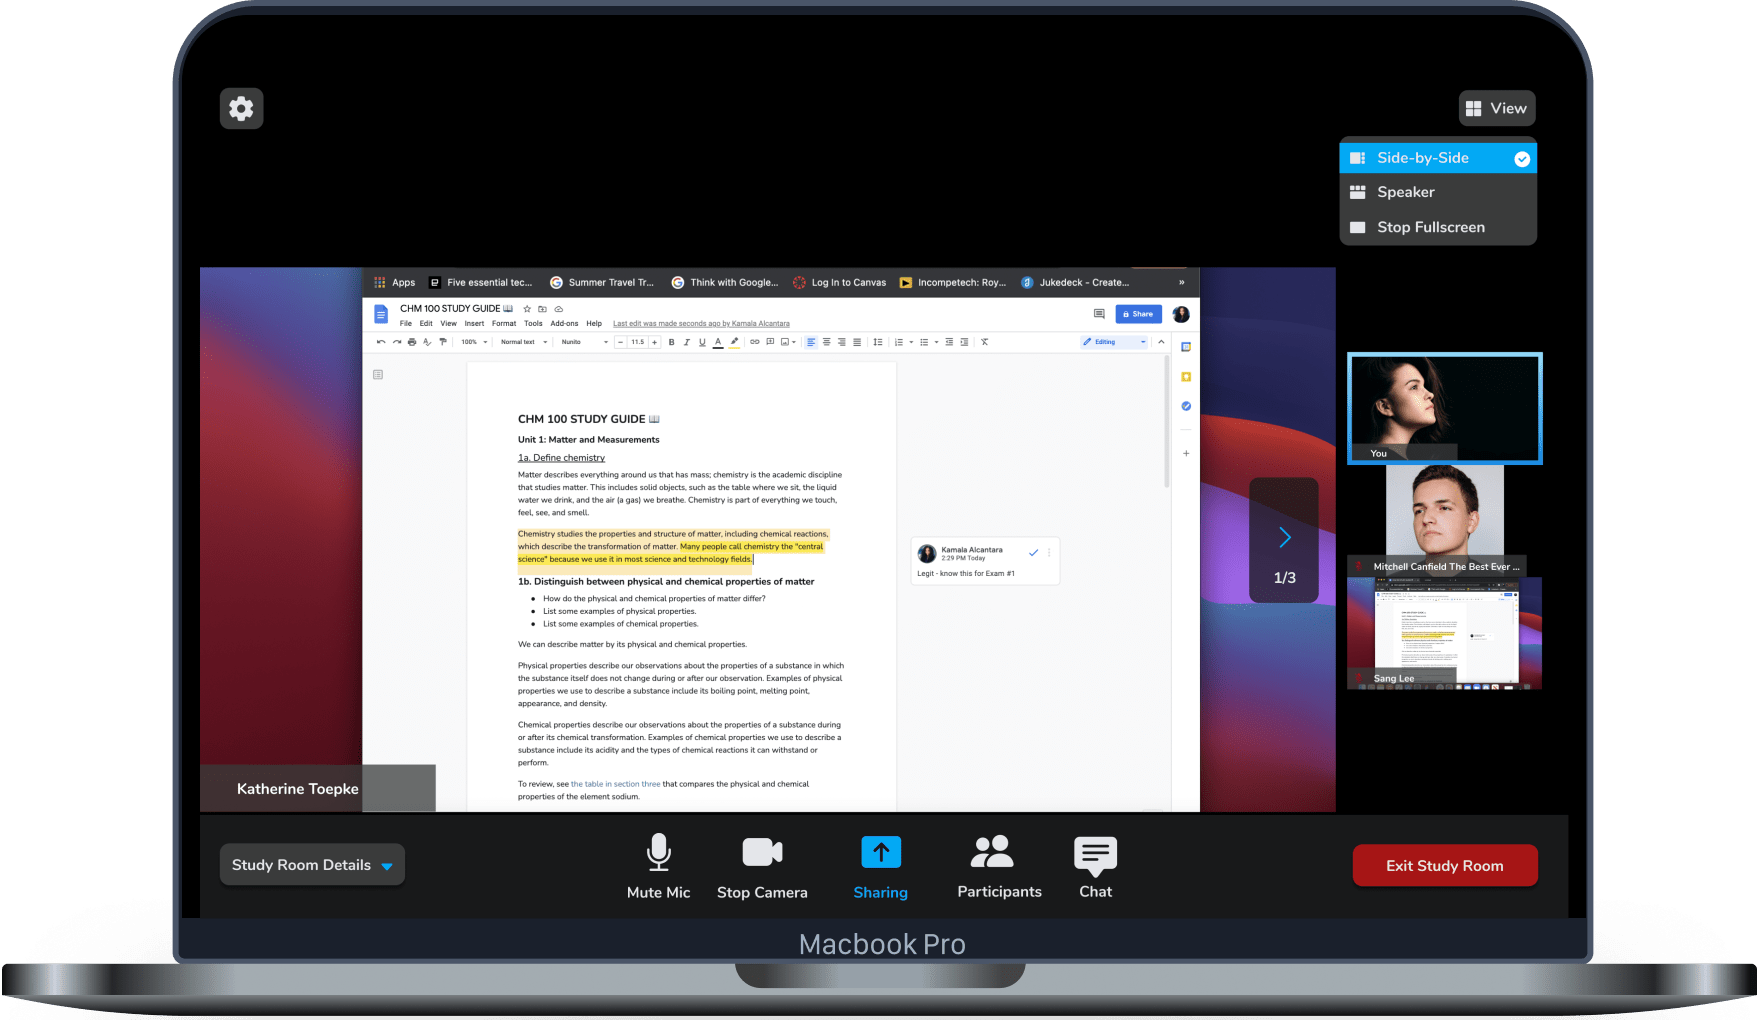 View
Side-by-Side
Speaker
Stop Fullscreen
Apps Five essential tec... Summer Travel Tr... Think with Google... Log In to Canvas Incompetech: Roy... Jukedeck - Create... »
CHM 100 STUDY GUIDE
File Edit View Insert Format Tools Add-ons Help Last edit was made seconds ago by Kamala Alcantara
Share
100% Normal text Nunito − 11.5 + B I U A Editing
CHM 100 STUDY GUIDE
Unit 1: Matter and Measurements
1a. Define chemistry
Matter describes everything around us that has mass; chemistry is the academic discipline
that studies matter. This includes solid objects, such as the table where we sit, the liquid
water we drink, and the air (a gas) we breathe. Chemistry is part of everything we touch,
feel, see, and smell.
Chemistry studies the properties and structure of matter, including chemical reactions,
which describe the transformation of matter. Many people call chemistry the "central
science" because we use it in most science and technology fields.
Kamala Alcantara
2:29 PM Today
Legit - know this for Exam #1
1b. Distinguish between physical and chemical properties of matter
• How do the physical and chemical properties of matter differ?
• List some examples of physical properties.
• List some examples of chemical properties.
We can describe matter by its physical and chemical properties.
Physical properties describe our observations about the properties of a substance in which
the substance itself does not change during or after our observation. Examples of physical
properties we use to describe a substance include its boiling point, melting point,
appearance, and density.
Chemical properties describe our observations about the properties of a substance during
or after its chemical transformation. Examples of chemical properties we use to describe a
substance include its acidity and the types of chemical reactions it can withstand or
perform.
To review, see the table in section three that compares the physical and chemical
properties of the element sodium.
1/3
You
Mitchell Canfield The Best Ever ...
Sang Lee
Katherine Toepke
Study Room Details
Mute Mic
Stop Camera
Sharing
Participants
Chat
Exit Study Room
Macbook Pro